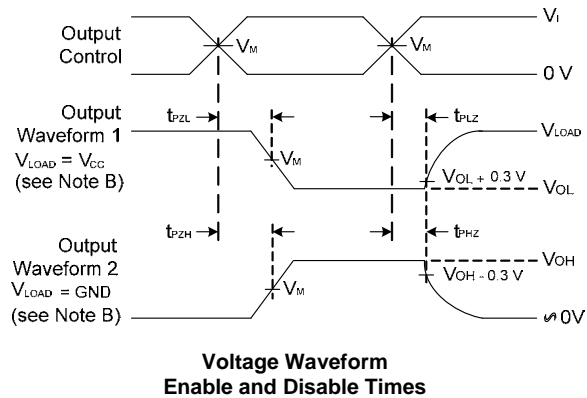 Output
Control
V_M
V_M
V_I
0 V
Output
Waveform 1
V_LOAD = V_CC
(see Note B)
t_PZL
V_M
t_PLZ
V_LOAD
V_OL + 0.3 V
V_OL
Output
Waveform 2
V_LOAD = GND
(see Note B)
t_PZH
V_M
t_PHZ
V_OH
V_OH - 0.3 V
∽ 0V
Voltage Waveform
Enable and Disable Times